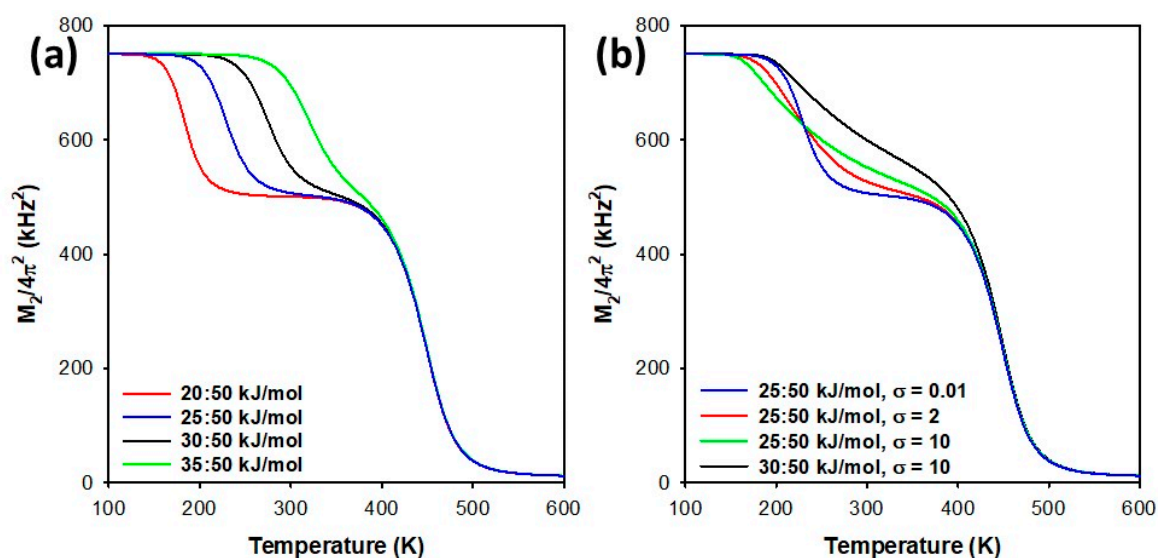 (a)
M₂/4π² (kHz²)
800
600
400
200
0
20:50 kJ/mol
25:50 kJ/mol
30:50 kJ/mol
35:50 kJ/mol
100 200 300 400 500 600
Temperature (K)
(b)
M₂/4π² (kHz²)
800
600
400
200
0
25:50 kJ/mol, σ = 0.01
25:50 kJ/mol, σ = 2
25:50 kJ/mol, σ = 10
30:50 kJ/mol, σ = 10
100 200 300 400 500 600
Temperature (K)